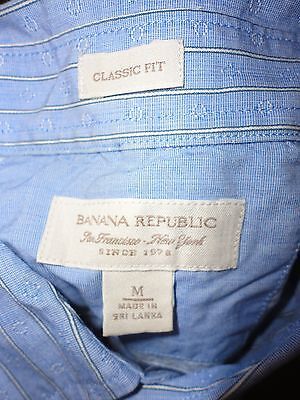 CLASSIC FIT
BANANA REPUBLIC
San Francisco - New York
SINCE 1978
M
MADE IN
SRI LANKA